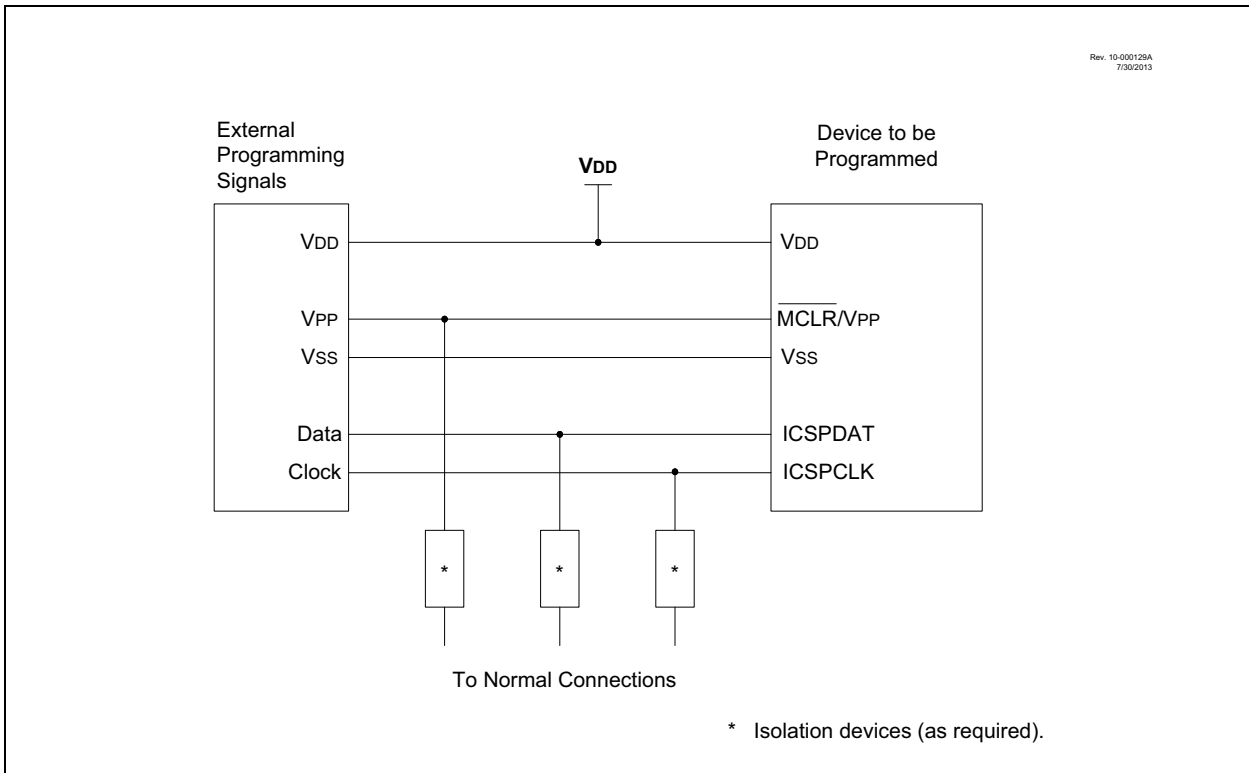 Rev. 10-000129A
7/30/2013
External
Programming
Signals
Device to be
Programmed
VDD
VDD
VDD
VPP
MCLR/VPP
VSS
VSS
Data
ICSPDAT
Clock
ICSPCLK
*
*
*
To Normal Connections
* Isolation devices (as required).